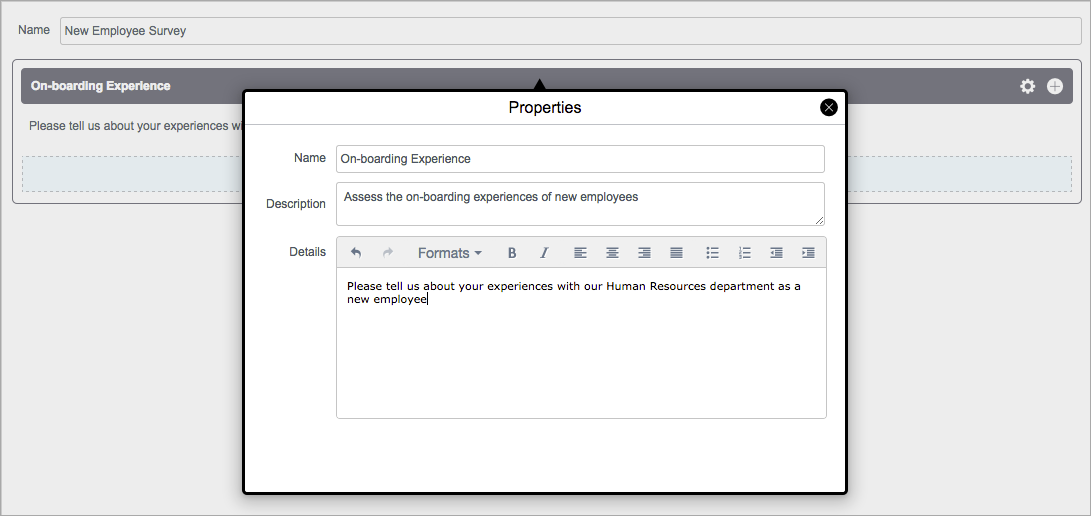 Name New Employee Survey
On-boarding Experience
Please tell us about your experiences wi
Properties
Name On-boarding Experience
Description Assess the on-boarding experiences of new employees
Details Formats B I
Please tell us about your experiences with our Human Resources department as a
new employee